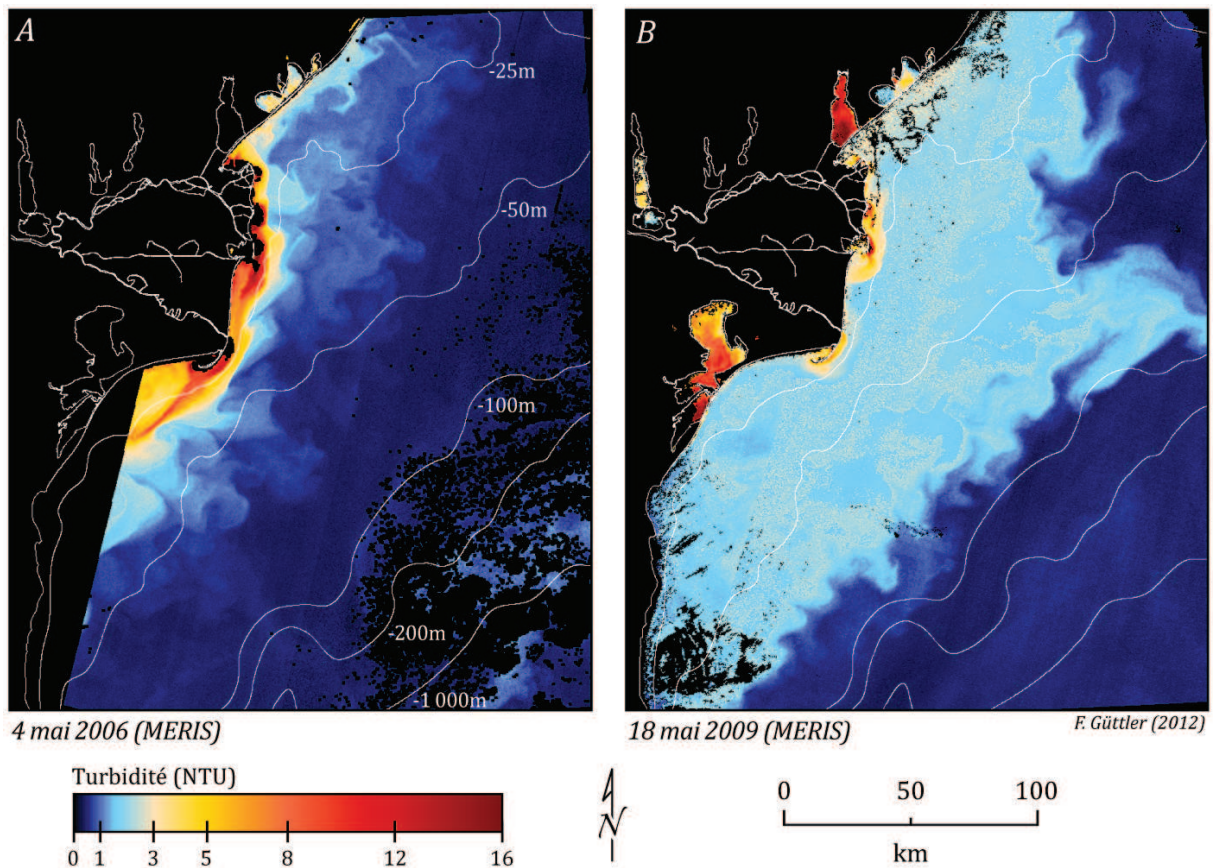 A
B
-25m
-50m
-100m
-200m
-1 000m
4 mai 2006 (MERIS)
18 mai 2009 (MERIS)
F. Güttler (2012)
Turbidité (NTU)
0 1 3 5 8 12 16
N
0 50 100
km